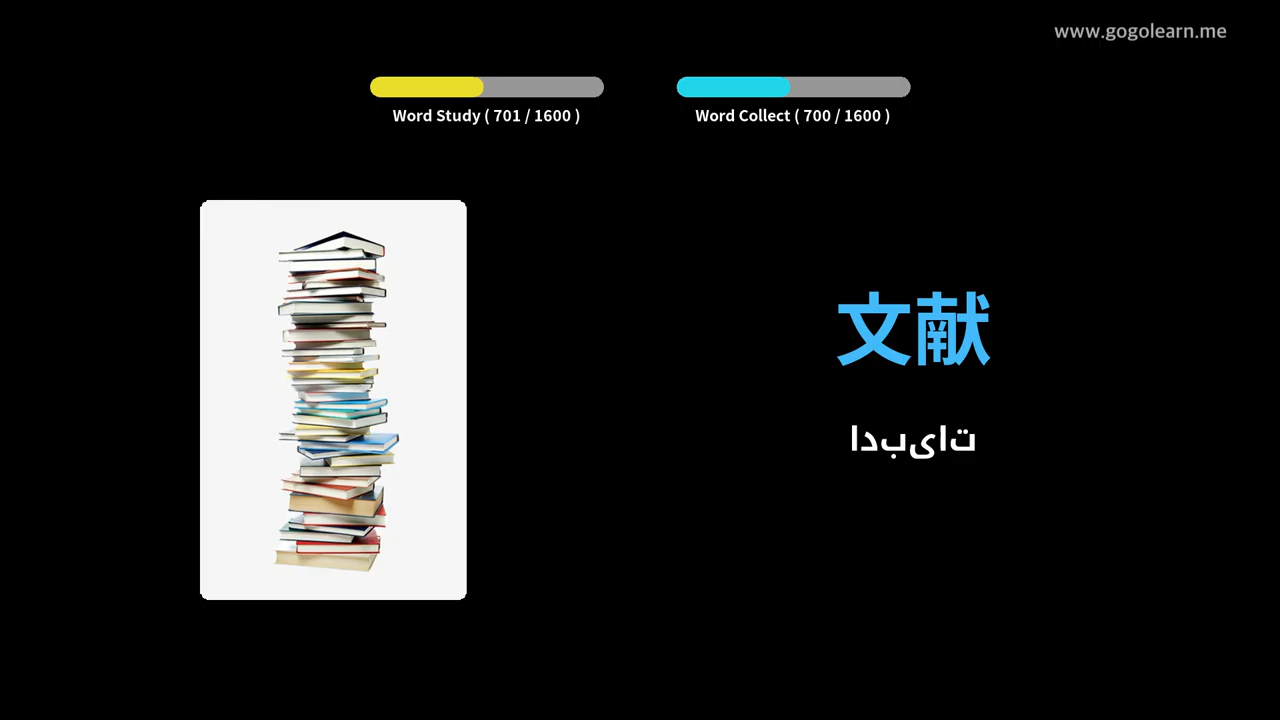 www.gogolearn.me
Word Study ( 701 / 1600 )
Word Collect ( 700 / 1600 )
文献
تایبدا